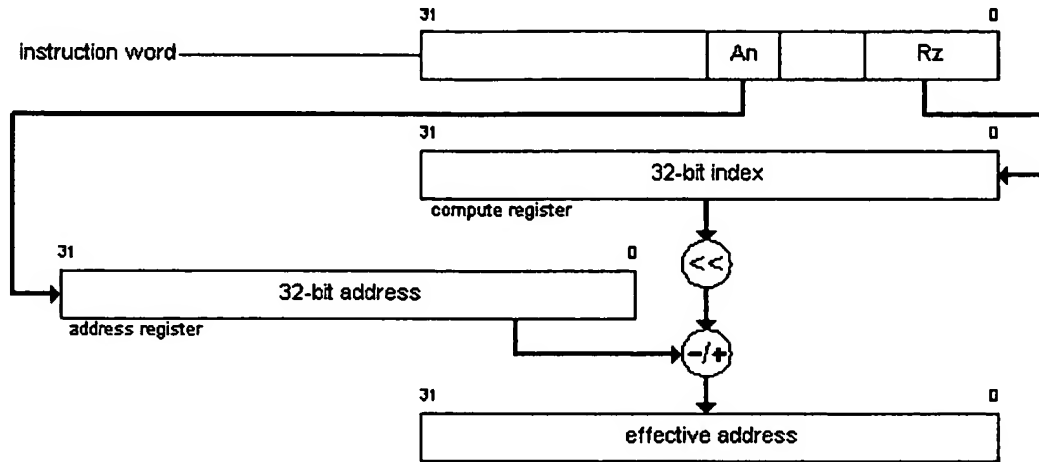 31 0
instruction word An Rz
31 0
32-bit index
compute register
<<
31 0
32-bit address
address register
-/+
31 0
effective address